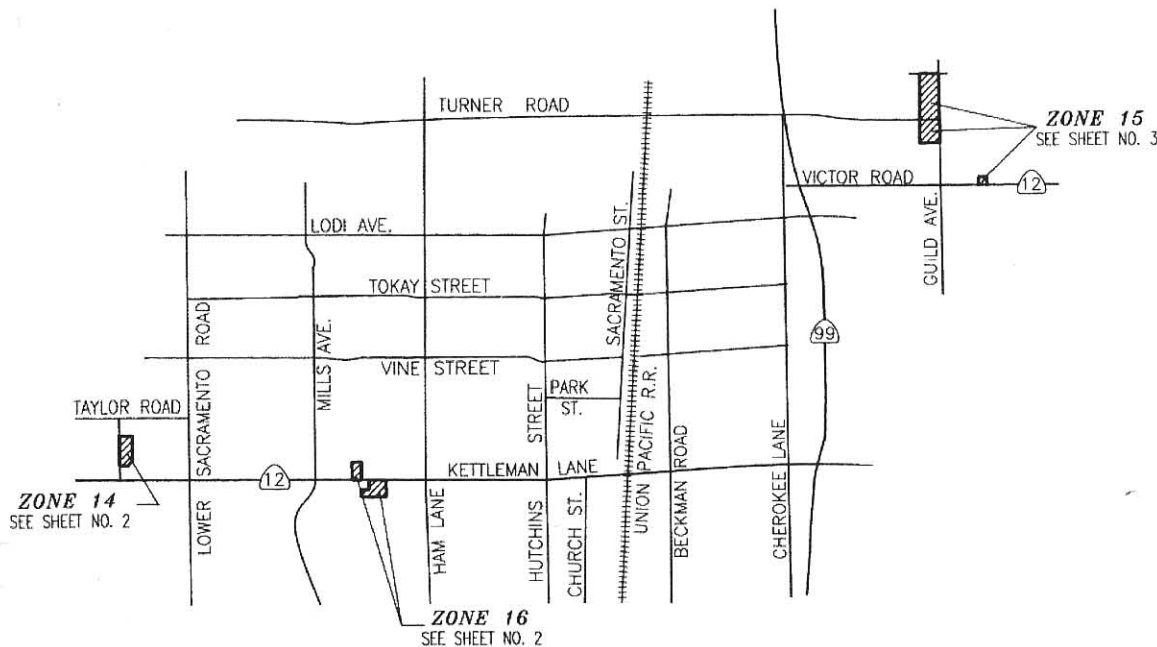 TURNER ROAD
ZONE 15
SEE SHEET NO. 3
VICTOR ROAD
12
LODI AVE.
SACRAMENTO ST.
GUILD AVE.
TOKAY STREET
LOWER SACRAMENTO ROAD
MILLS AVE.
99
VINE STREET
UNION PACIFIC R.R.
PARK
ST.
HUTCHINS STREET
TAYLOR ROAD
KETTLEMAN LANE
12
ZONE 14
SEE SHEET NO. 2
HAM LANE
CHURCH ST.
BECKMAN ROAD
CHEROKEE LANE
ZONE 16
SEE SHEET NO. 2